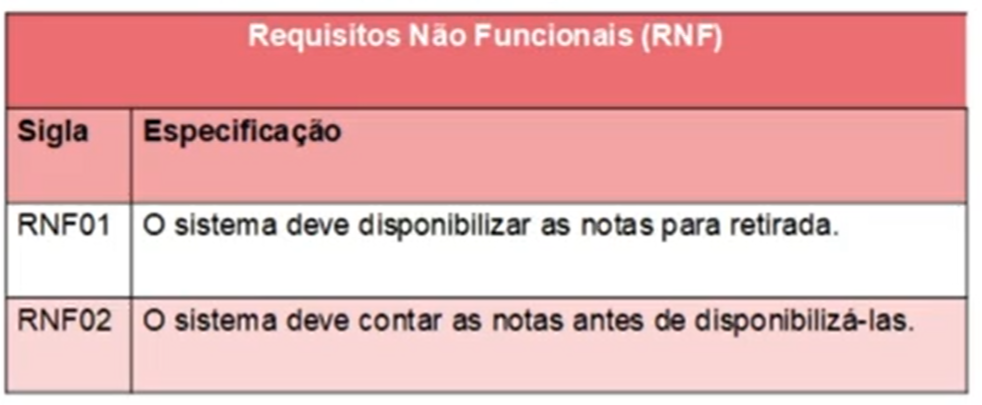 Requisitos Não Funcionais (RNF)
Sigla Especificação
RNF01 O sistema deve disponibilizar as notas para retirada.
RNF02 O sistema deve contar as notas antes de disponibilizá-las.